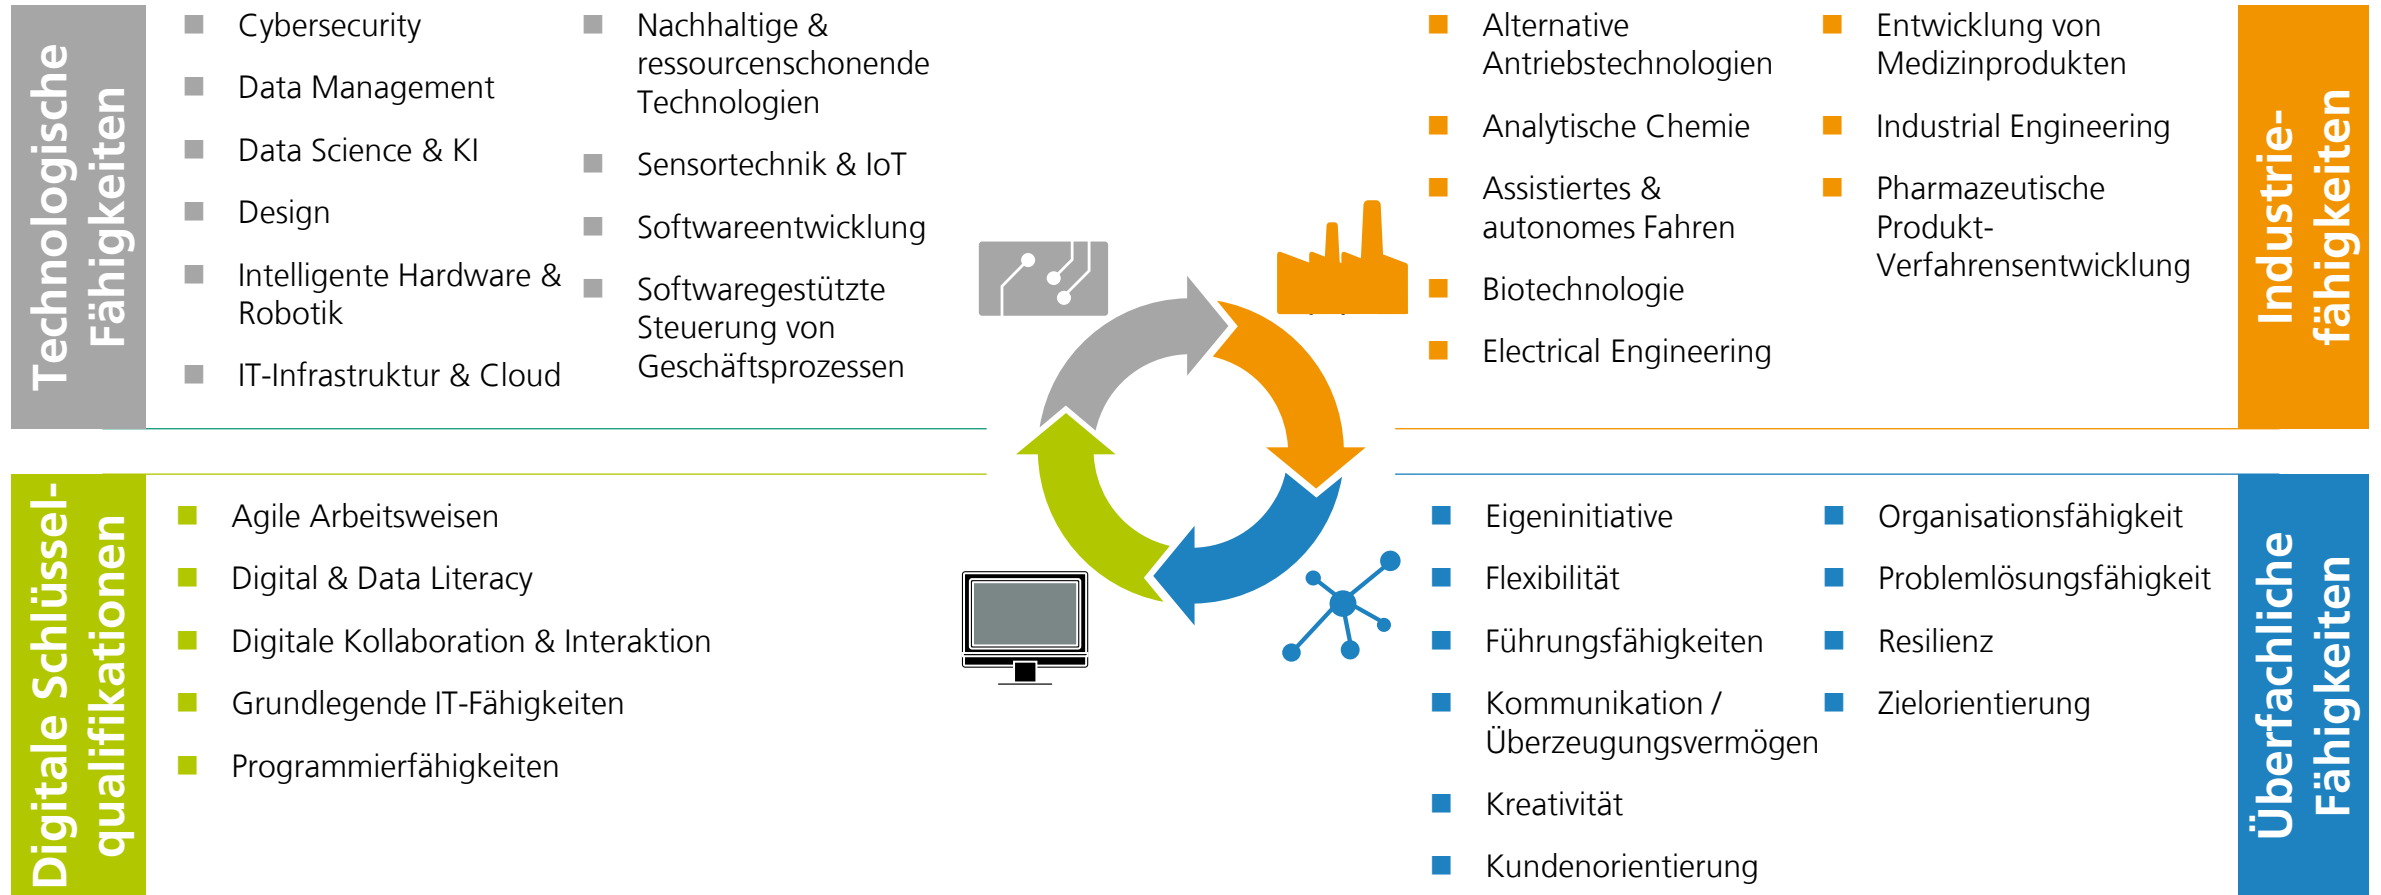 Technologische
Fähigkeiten
Cybersecurity
Data Management
Data Science & KI
Design
Intelligente Hardware &
Robotik
IT-Infrastruktur & Cloud
Nachhaltige &
ressourcenschonende
Technologien
Sensortechnik & IoT
Softwareentwicklung
Softwaregestützte
Steuerung von
Geschäftsprozessen
Alternative
Antriebstechnologien
Analytische Chemie
Assistiertes &
autonomes Fahren
Biotechnologie
Electrical Engineering
Entwicklung von
Medizinprodukten
Industrial Engineering
Pharmazeutische
Produkt-
Verfahrensentwicklung
Industrie-
fähigkeiten
Digitale Schlüssel-
qualifikationen
Agile Arbeitsweisen
Digital & Data Literacy
Digitale Kollaboration & Interaktion
Grundlegende IT-Fähigkeiten
Programmierfähigkeiten
Eigeninitiative
Flexibilität
Führungsfähigkeiten
Kommunikation /
Überzeugungsvermögen
Kreativität
Kundenorientierung
Organisationsfähigkeit
Problemlösungsfähigkeit
Resilienz
Zielorientierung
Überfachliche
Fähigkeiten